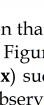 n tha
Figur
x) suc
bserv